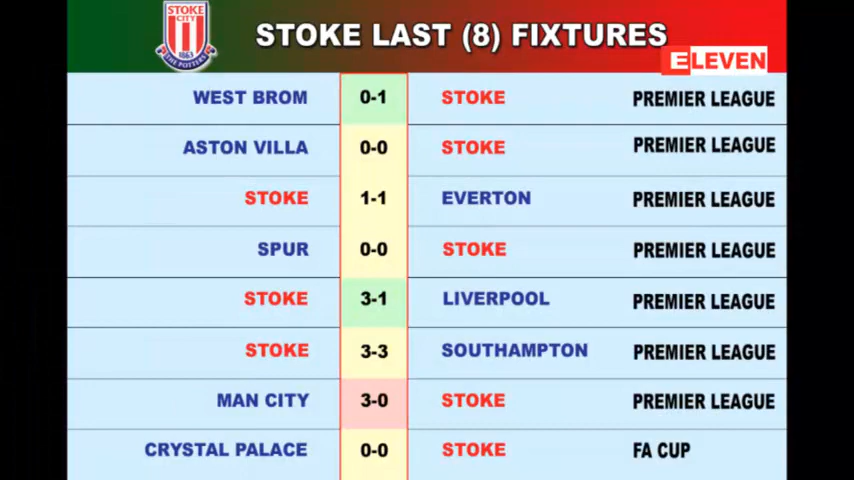 STOKE CITY
1863
THE POTTERS
STOKE LAST (8) FIXTURES
ELEVEN
WEST BROM 0-1 STOKE PREMIER LEAGUE
ASTON VILLA 0-0 STOKE PREMIER LEAGUE
STOKE 1-1 EVERTON PREMIER LEAGUE
SPUR 0-0 STOKE PREMIER LEAGUE
STOKE 3-1 LIVERPOOL PREMIER LEAGUE
STOKE 3-3 SOUTHAMPTON PREMIER LEAGUE
MAN CITY 3-0 STOKE PREMIER LEAGUE
CRYSTAL PALACE 0-0 STOKE FA CUP